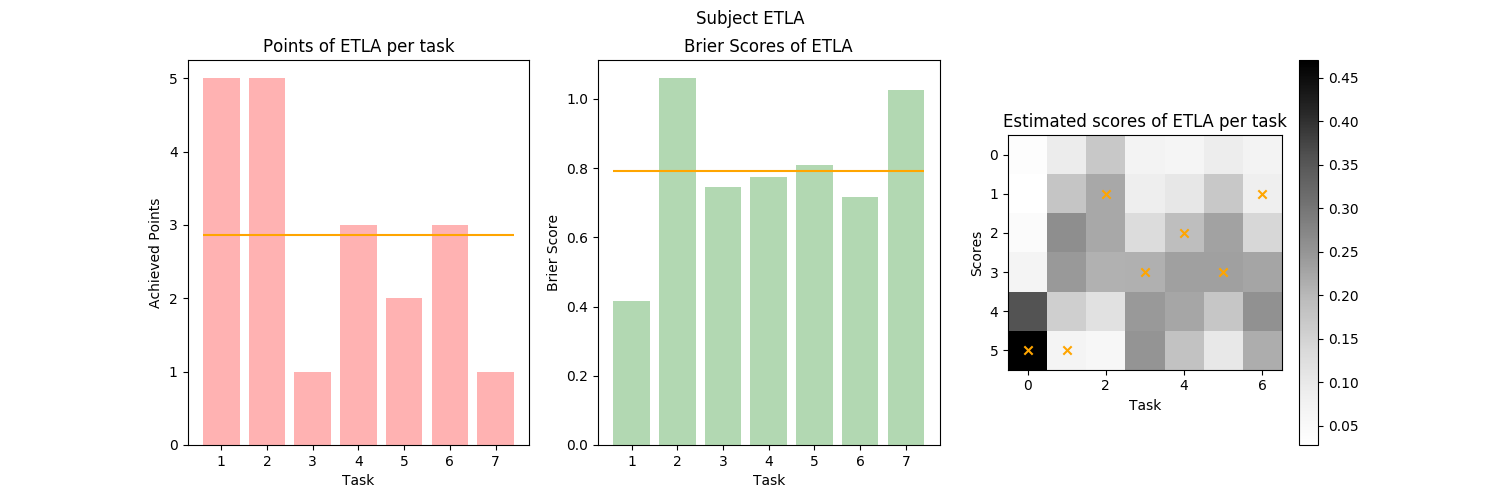 Subject ETLA
Points of ETLA per task
Achieved Points
5
4
3
2
1
0
1 2 3 4 5 6 7
Task
Brier Scores of ETLA
Brier Score
1.0
0.8
0.6
0.4
0.2
0.0
1 2 3 4 5 6 7
Task
Estimated scores of ETLA per task
Scores
0
1
2
3
4
5
0 2 4 6
Task
0.45
0.40
0.35
0.30
0.25
0.20
0.15
0.10
0.05